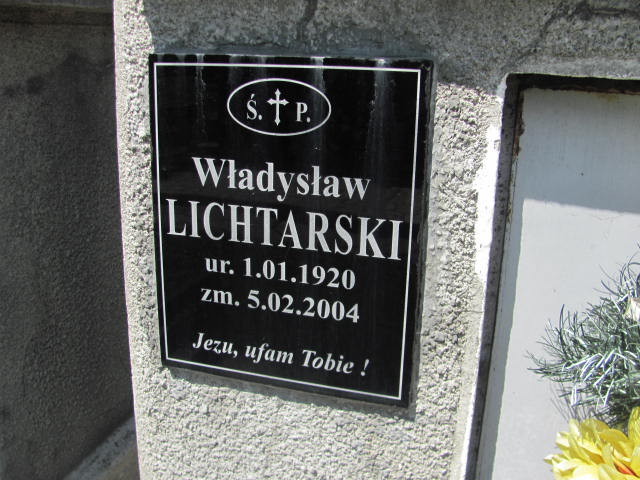 Ś. P.
Władysław
LICHTARSKI
ur. 1.01.1920
zm. 5.02.2004
Jezu, ufam Tobie !